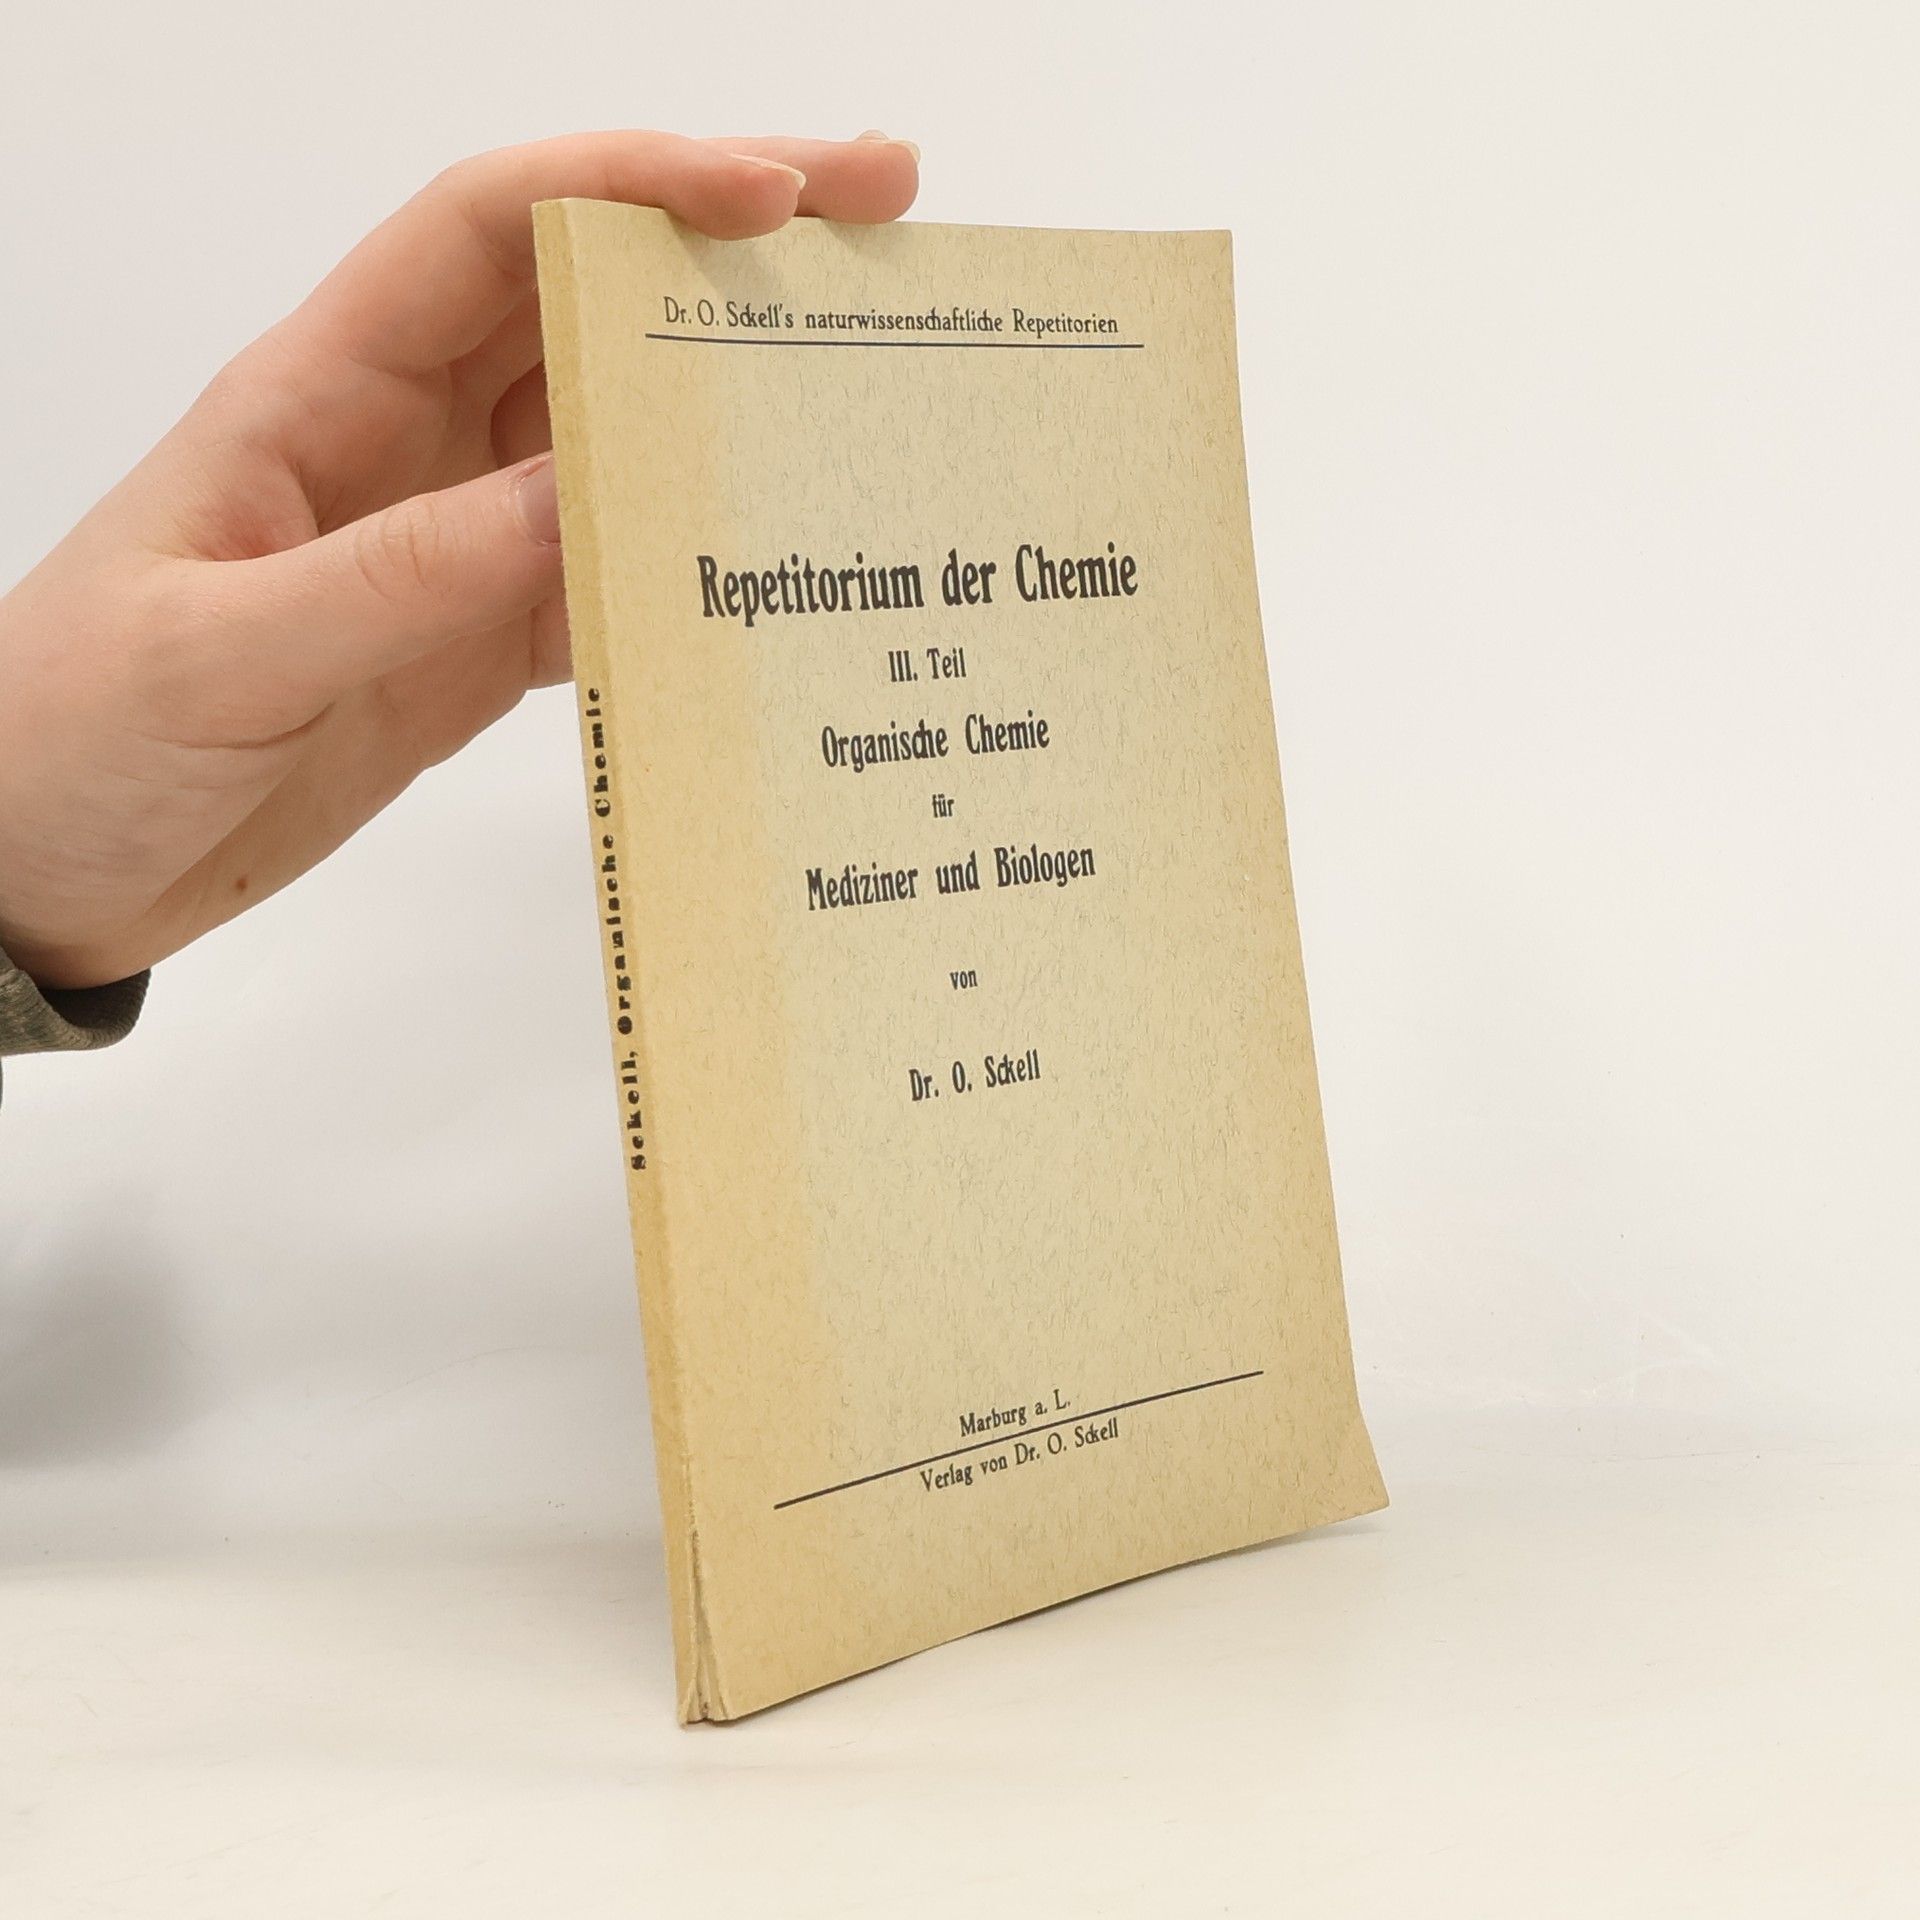 Dr. O. Sckell's naturwissenschaftliche Repetitorien
Repetitorium der Chemie
III. Teil
Organische Chemie
für
Mediziner und Biologen
von
Dr. O. Sckell
Marburg a. L.
Verlag von Dr. O. Sckell
Sckell, Organische Chemie